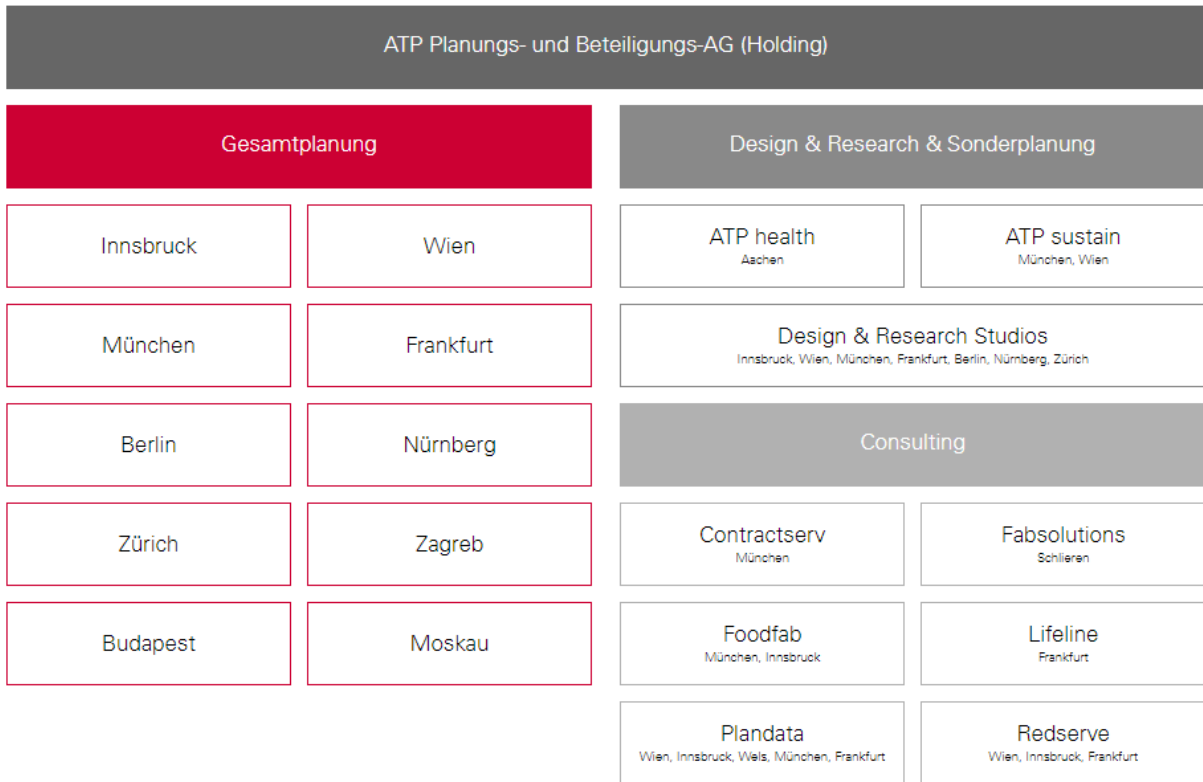 ATP Planungs- und Beteiligungs-AG (Holding)
Gesamtplanung
Innsbruck
Wien
München
Frankfurt
Berlin
Nürnberg
Zürich
Zagreb
Budapest
Moskau
Design & Research & Sonderplanung
ATP health
Aachen
ATP sustain
München, Wien
Design & Research Studios
Innsbruck, Wien, München, Frankfurt, Berlin, Nürnberg, Zürich
Consulting
Contractserv
München
Fabsolutions
Schlieren
Foodfab
München, Innsbruck
Lifeline
Frankfurt
Plandata
Wien, Innsbruck, Wels, München, Frankfurt
Redserve
Wien, Innsbruck, Frankfurt